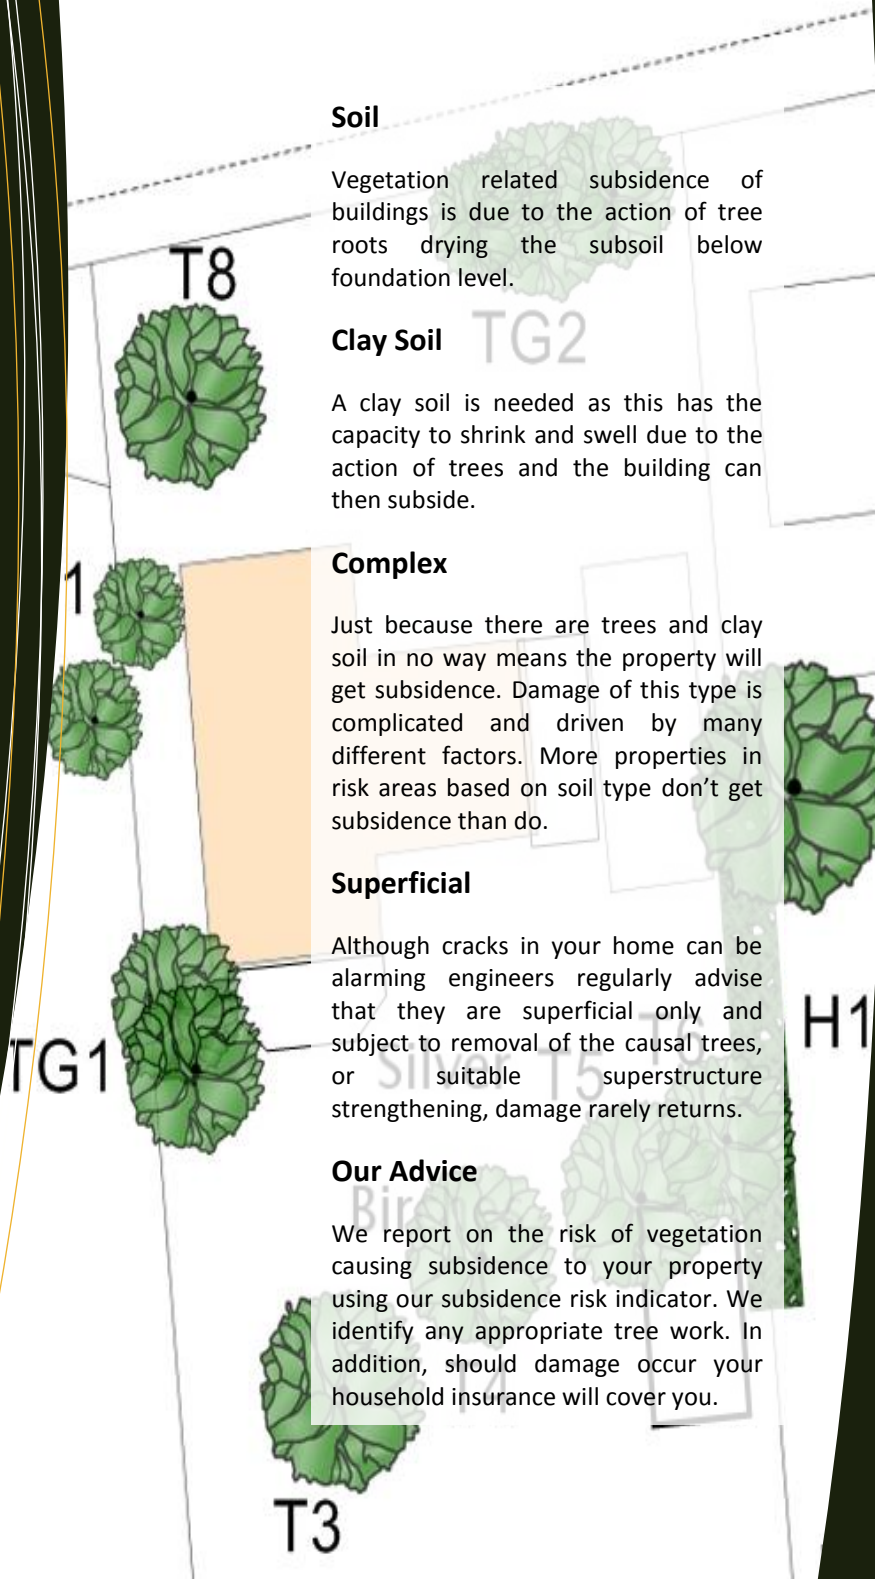 Soil
Vegetation related subsidence of
buildings is due to the action of tree
roots drying the subsoil below
foundation level.
T8
TG2
Clay Soil
A clay soil is needed as this has the
capacity to shrink and swell due to the
action of trees and the building can
then subside.
Complex
1
Just because there are trees and clay
soil in no way means the property will
get subsidence. Damage of this type is
complicated and driven by many
different factors. More properties in
risk areas based on soil type don’t get
subsidence than do.
Superficial
Although cracks in your home can be
alarming engineers regularly advise
that they are superficial only and
subject to removal of the causal trees,
or suitable superstructure
strengthening, damage rarely returns.
H1
T6
TG1
Silver T5
Our Advice
We report on the risk of vegetation
causing subsidence to your property
using our subsidence risk indicator. We
identify any appropriate tree work. In
addition, should damage occur your
household insurance will cover you.
T4
T3